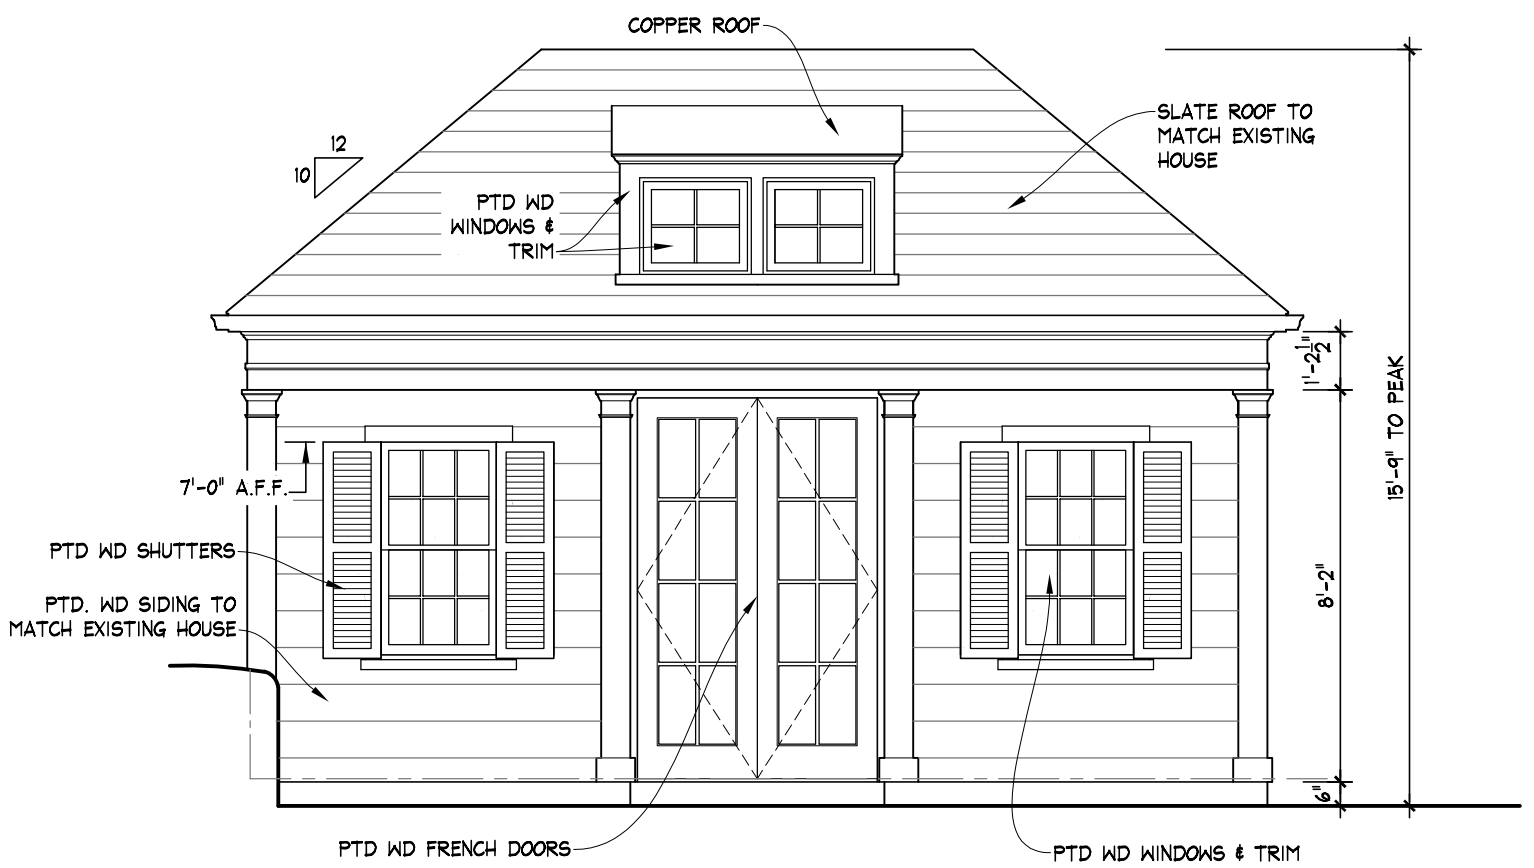 COPPER ROOF
SLATE ROOF TO
MATCH EXISTING
HOUSE
12
10
PTD WD
WINDOWS &
TRIM
1'-2 1/2"
15'-9" TO PEAK
7'-0" A.F.F.
PTD WD SHUTTERS
8'-2"
PTD. WD SIDING TO
MATCH EXISTING HOUSE
6"
PTD WD FRENCH DOORS
PTD WD WINDOWS & TRIM